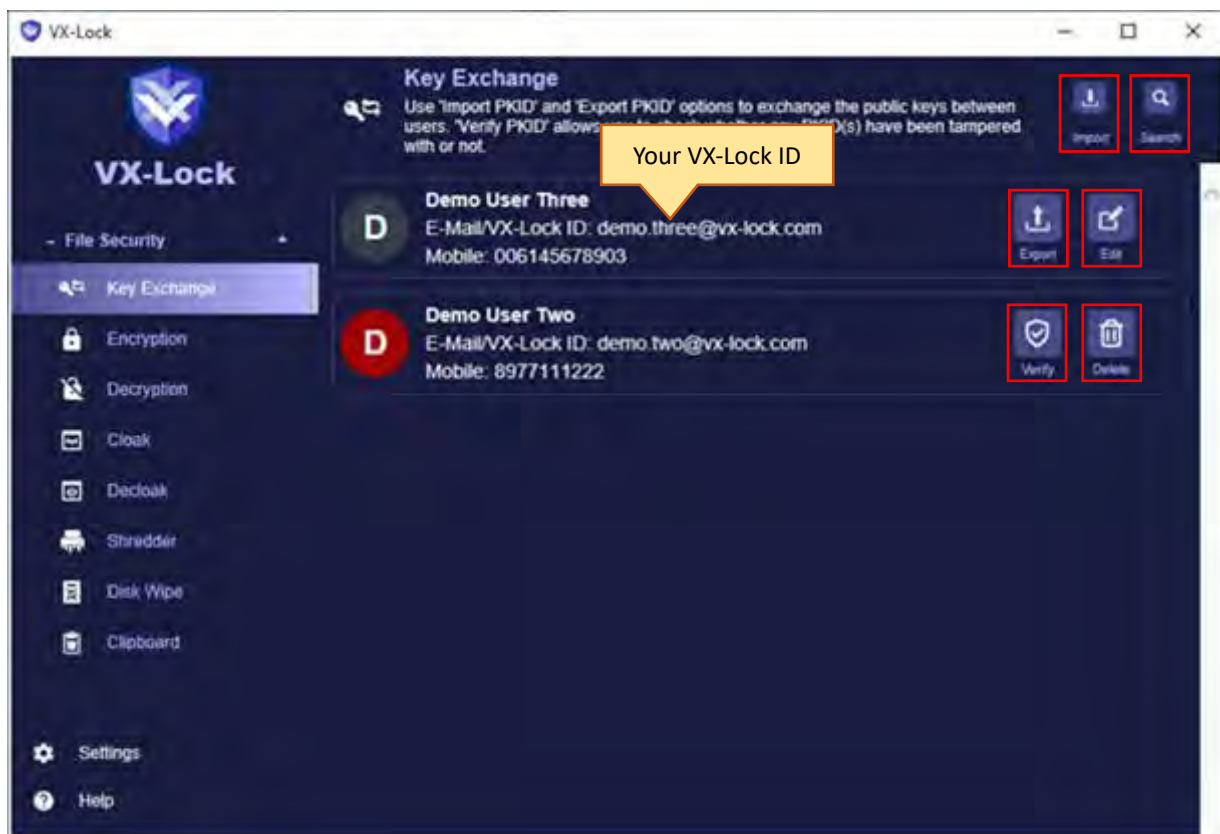 VX-Lock
VX-Lock
Key Exchange
Use 'Import PKID' and 'Export PKID' options to exchange the public keys between
users. 'Verify PKID' allows PKID(s) have been tampered
with or not.
Import
Search
Your VX-Lock ID
- File Security
Key Exchange
Encryption
Decryption
Cloak
Decloak
Shredder
Disk Wipe
Clipboard
Settings
Help
D
Demo User Three
E-Mail/VX-Lock ID: demo.three@vx-lock.com
Mobile: 006145678903
Export
Edit
D
Demo User Two
E-Mail/VX-Lock ID: demo.two@vx-lock.com
Mobile: 8977111222
Verify
Delete